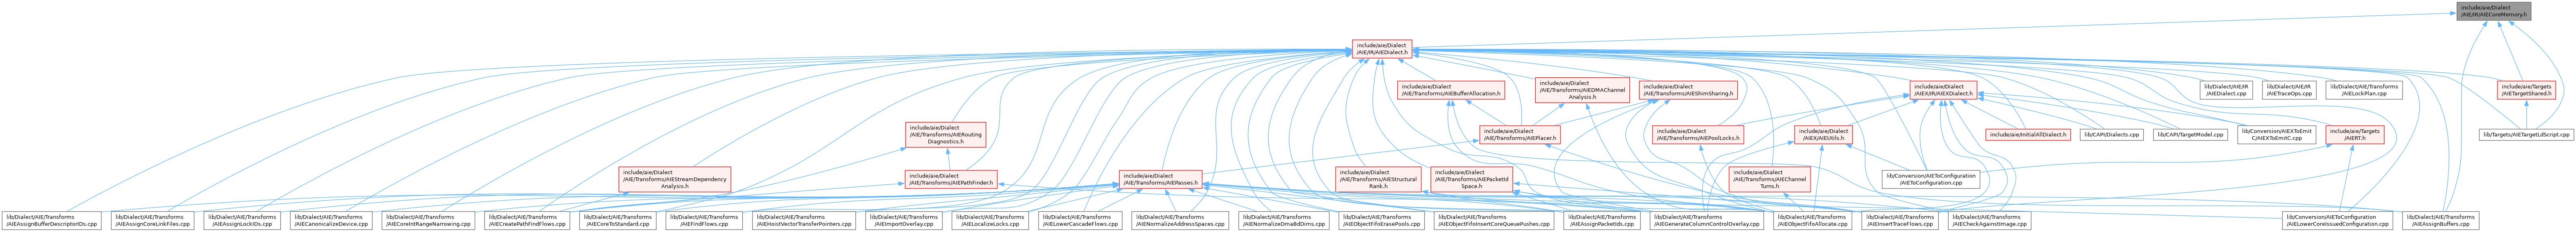 include/aie/Dialect
/AIE/IR/AIECoreMemory.h
include/aie/Dialect
/AIE/IR/AIEDialect.h
include/aie/Dialect
/AIE/Transforms/AIEBufferAllocation.h
include/aie/Dialect
/AIE/Transforms/AIEDMAChannel
Analysis.h
include/aie/Dialect
/AIE/Transforms/AIEShimSharing.h
include/aie/Dialect
/AIEX/IR/AIEXDialect.h
lib/Dialect/AIE/IR
/AIEDialect.cpp
lib/Dialect/AIE/IR
/AIETraceOps.cpp
lib/Dialect/AIE/Transforms
/AIELockPlan.cpp
include/aie/Targets
/AIETargetShared.h
include/aie/Dialect
/AIE/Transforms/AIERouting
Diagnostics.h
include/aie/Dialect
/AIE/Transforms/AIEPlacer.h
include/aie/Dialect
/AIE/Transforms/AIEPoolLocks.h
include/aie/Dialect
/AIEX/AIEUtils.h
include/aie/InitialAllDialect.h
lib/CAPI/Dialects.cpp
lib/CAPI/TargetModel.cpp
lib/Conversion/AIEXToEmit
C/AIEXToEmitC.cpp
include/aie/Targets
/AIERT.h
lib/Targets/AIETargetLdScript.cpp
include/aie/Dialect
/AIE/Transforms/AIEStreamDependency
Analysis.h
include/aie/Dialect
/AIE/Transforms/AIEPathFinder.h
include/aie/Dialect
/AIE/Transforms/AIEPasses.h
include/aie/Dialect
/AIE/Transforms/AIEStructural
Rank.h
include/aie/Dialect
/AIE/Transforms/AIEPacketId
Space.h
include/aie/Dialect
/AIE/Transforms/AIEChannel
Turns.h
lib/Conversion/AIEToConfiguration
/AIEToConfiguration.cpp
lib/Dialect/AIE/Transforms
/AIEAssignBufferDescriptorIDs.cpp
lib/Dialect/AIE/Transforms
/AIEAssignCoreLinkFiles.cpp
lib/Dialect/AIE/Transforms
/AIEAssignLockIDs.cpp
lib/Dialect/AIE/Transforms
/AIECanonicalizeDevice.cpp
lib/Dialect/AIE/Transforms
/AIECoreIntRangeNarrowing.cpp
lib/Dialect/AIE/Transforms
/AIECreatePathFindFlows.cpp
lib/Dialect/AIE/Transforms
/AIECoreToStandard.cpp
lib/Dialect/AIE/Transforms
/AIEFindFlows.cpp
lib/Dialect/AIE/Transforms
/AIEHoistVectorTransferPointers.cpp
lib/Dialect/AIE/Transforms
/AIEImportOverlay.cpp
lib/Dialect/AIE/Transforms
/AIELocalizeLocks.cpp
lib/Dialect/AIE/Transforms
/AIELowerCascadeFlows.cpp
lib/Dialect/AIE/Transforms
/AIENormalizeAddressSpaces.cpp
lib/Dialect/AIE/Transforms
/AIENormalizeDmaBdDims.cpp
lib/Dialect/AIE/Transforms
/AIEObjectFifoErasePools.cpp
lib/Dialect/AIE/Transforms
/AIEObjectFifoInsertCoreQueuePushes.cpp
lib/Dialect/AIE/Transforms
/AIEAssignPacketIds.cpp
lib/Dialect/AIE/Transforms
/AIEGenerateColumnControlOverlay.cpp
lib/Dialect/AIE/Transforms
/AIEObjectFifoAllocate.cpp
lib/Dialect/AIE/Transforms
/AIEInsertTraceFlows.cpp
lib/Dialect/AIE/Transforms
/AIECheckAgainstImage.cpp
lib/Conversion/AIEToConfiguration
/AIELowerCoreIssuedConfiguration.cpp
lib/Dialect/AIE/Transforms
/AIEAssignBuffers.cpp